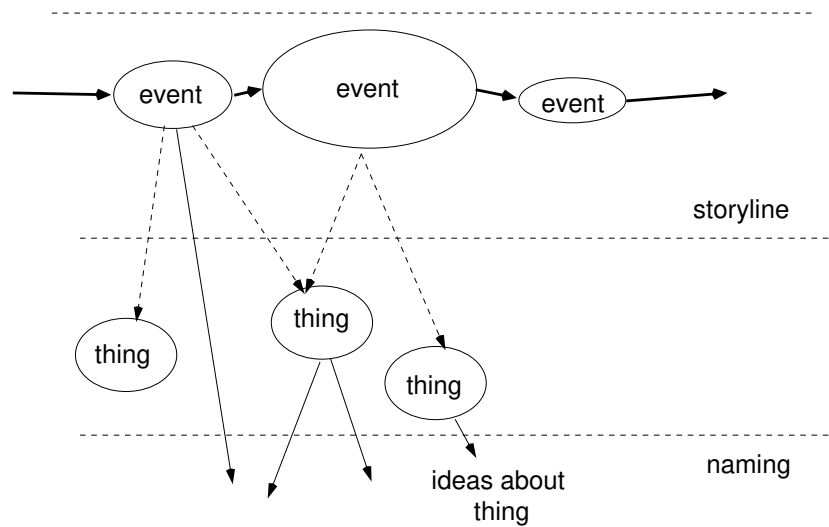 event
event
event
storyline
thing
thing
thing
naming
ideas about
thing